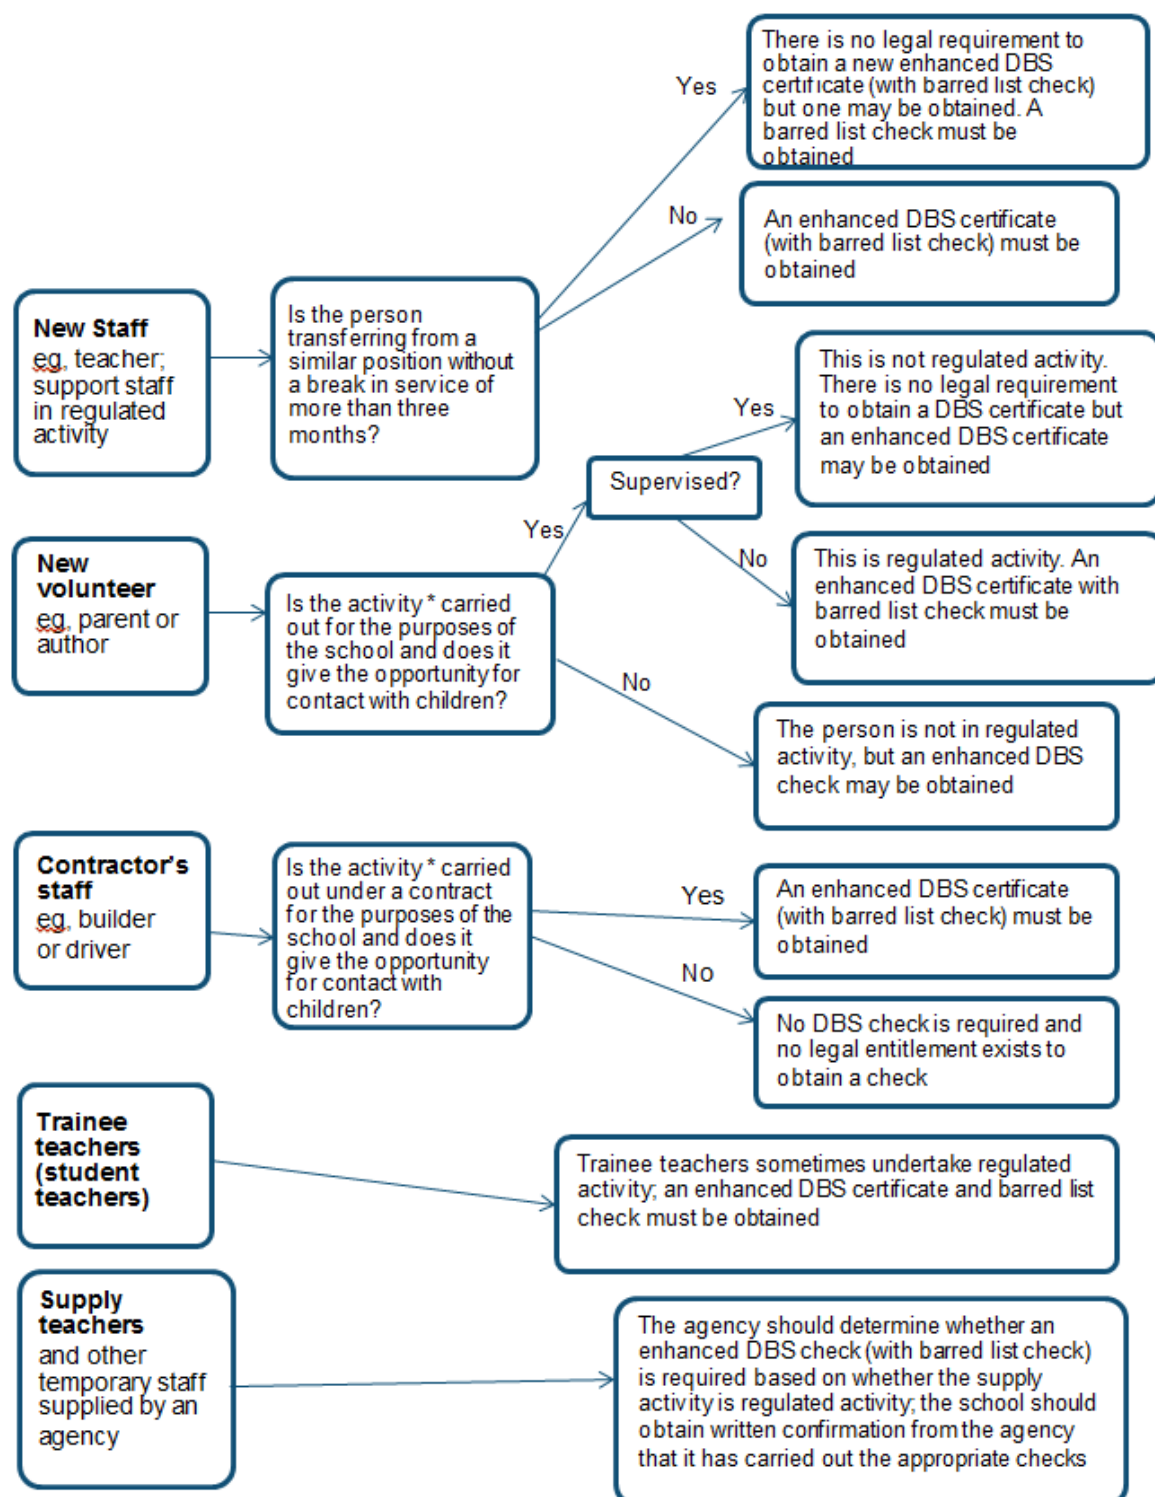 There is no legal requirement to
obtain a new enhanced DBS
certificate (with barred list check)
but one may be obtained. A
barred list check must be
obtained
Yes
No
An enhanced DBS certificate
(with barred list check) must be
obtained
New Staff
eg, teacher;
support staff
in regulated
activity
Is the person
transferring from a
similar position without
a break in service of
more than three
months?
This is not regulated activity.
There is no legal requirement
to obtain a DBS certificate but
an enhanced DBS certificate
may be obtained
Yes
Supervised?
Yes
No
This is regulated activity. An
enhanced DBS certificate with
barred list check must be
obtained
New
volunteer
eg, parent or
author
Is the activity * carried
out for the purposes of
the school and does it
give the opportunity for
contact with children?
No
The person is not in regulated
activity, but an enhanced DBS
check may be obtained
Contractor's
staff
eg, builder
or driver
Is the activity * carried
out under a contract
for the purposes of the
school and does it
give the opportunity
for contact with
children?
Yes
An enhanced DBS certificate
(with barred list check) must be
obtained
No
No DBS check is required and
no legal entitlement exists to
obtain a check
Trainee
teachers
(student
teachers)
Trainee teachers sometimes undertake regulated
activity; an enhanced DBS certificate and barred list
check must be obtained
Supply
teachers
and other
temporary staff
supplied by an
agency
The agency should determine whether an
enhanced DBS check (with barred list check)
is required based on whether the supply
activity is regulated activity; the school should
obtain written confirmation from the agency
that it has carried out the appropriate checks